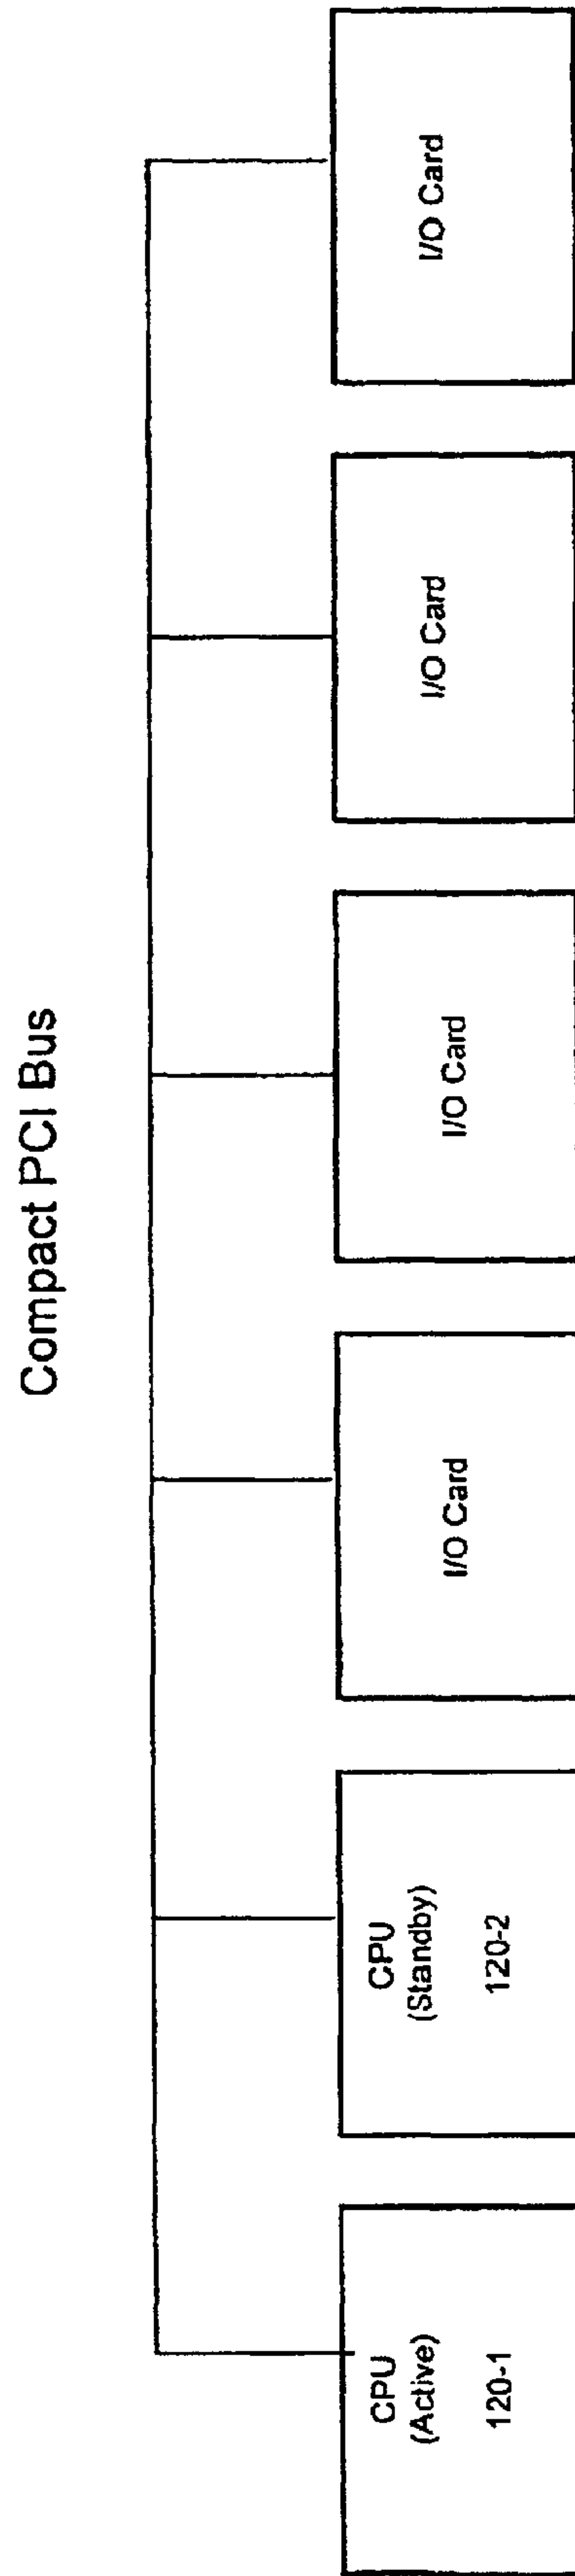 Compact PCI Bus
CPU
(Active)
120-1
CPU
(Standby)
120-2
I/O Card
I/O Card
I/O Card
I/O Card